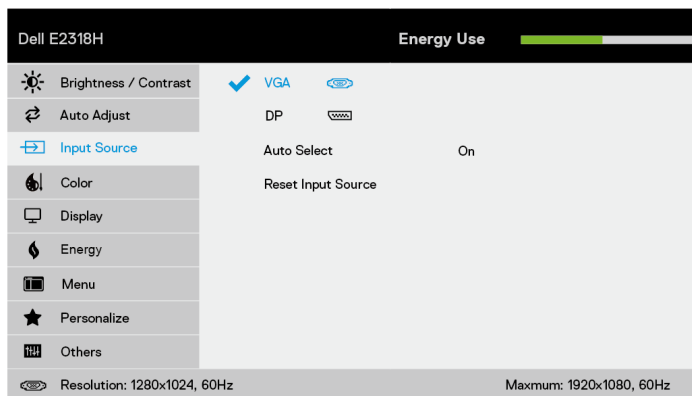 Dell E2318H Energy Use
Brightness / Contrast VGA
Auto Adjust DP
Input Source Auto Select On
Color Reset Input Source
Display
Energy
Menu
Personalize
Others
Resolution: 1280x1024, 60Hz Maxmum: 1920x1080, 60Hz